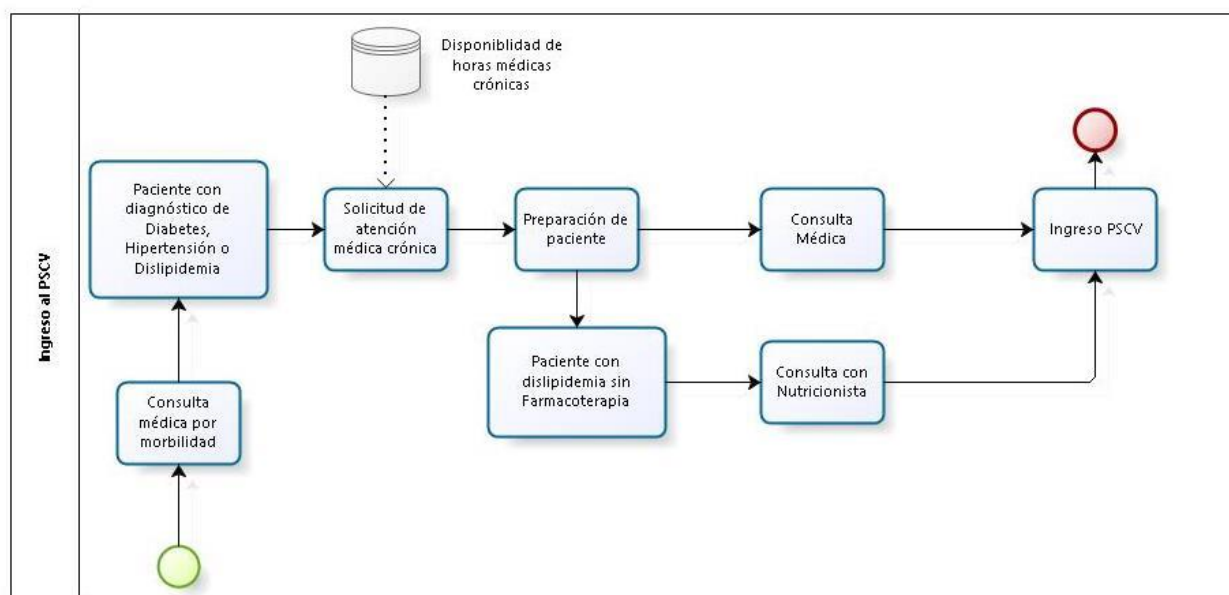 Ingreso al PSCV
Disponiblidad de
horas médicas
crónicas
Paciente con
diagnóstico de
Diabetes,
Hipertensión o
Dislipidemia
Solicitud de
atención
médica crónica
Preparación de
paciente
Consulta
Médica
Ingreso PSCV
Paciente con
dislipidemia sin
Farmacoterapia
Consulta con
Nutricionista
Consulta
médica por
morbilidad